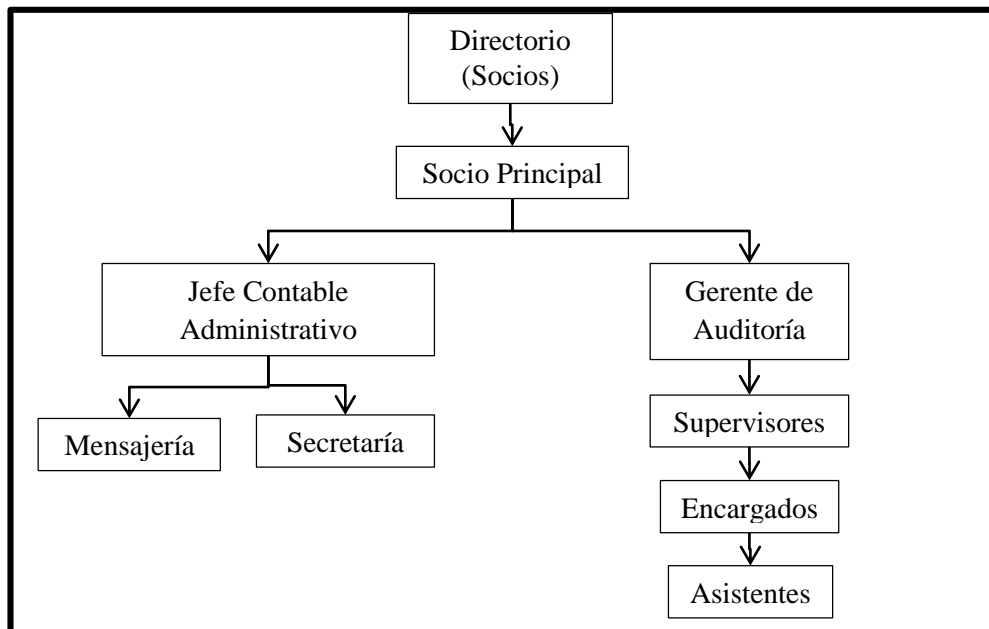 Directorio
(Socios)
Socio Principal
Jefe Contable
Administrativo
Gerente de
Auditoría
Mensajería
Secretaría
Supervisores
Encargados
Asistentes